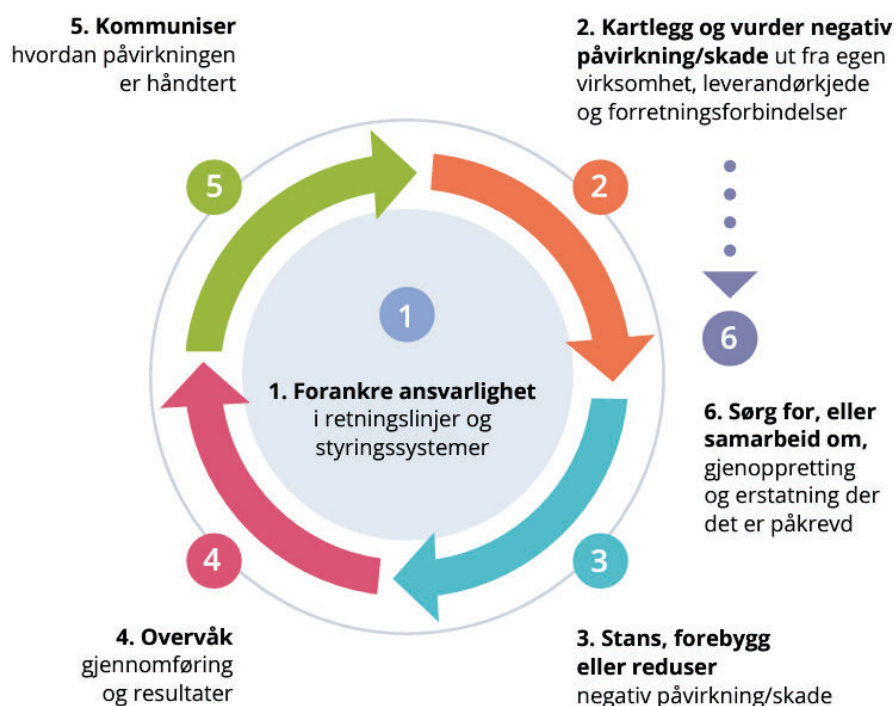 5. Kommuniser
hvordan påvirkningen
er håndtert
2. Kartlegg og vurder negativ
påvirkning/skade ut fra egen
virksomhet, leverandørkjede
og forretningsforbindelser
5
2
1
6
1. Forankre ansvarlighet
i retningslinjer og
styringssystemer
6. Sørg for, eller
samarbeid om,
gjenoppretting
og erstatning der
det er påkrevd
4
3
4. Overvåk
gjennomføring
og resultater
3. Stans, forebygg
eller reduser
negativ påvirkning/skade